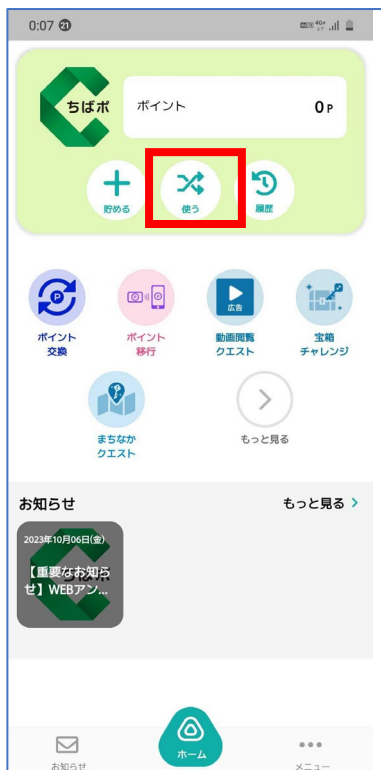 0:07 21
4G+
ちばポ
ポイント
0 P
貯める
使う
履歴
P
広告
ポイント
交換
ポイント
移行
動画閲覧
クエスト
宝箱
チャレンジ
まちなか
クエスト
もっと見る
お知らせ
もっと見る >
2023年10月06日(金)
【重要なお知ら
せ】WEBアン...
お知らせ
ホーム
メニュー